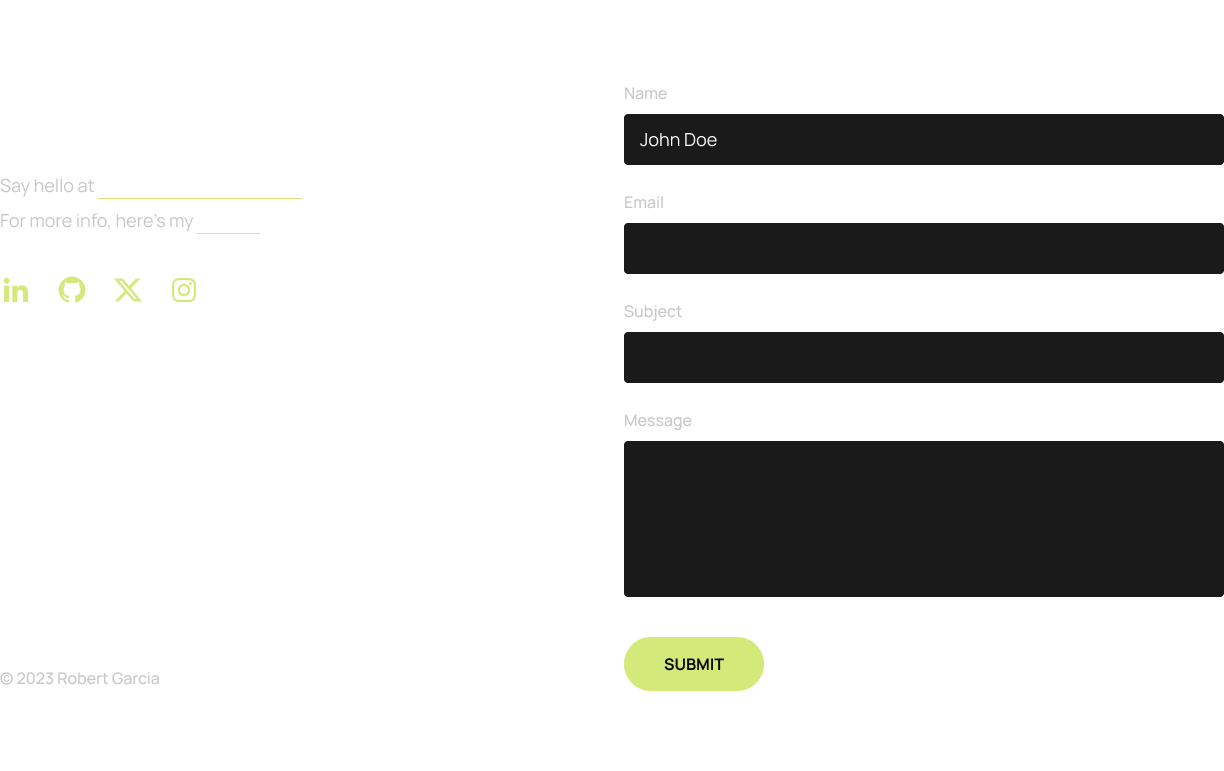 Say hello at
For more info, here's my
© 2023 Robert Garcia
Name
John Doe
Email
Subject
Message
SUBMIT